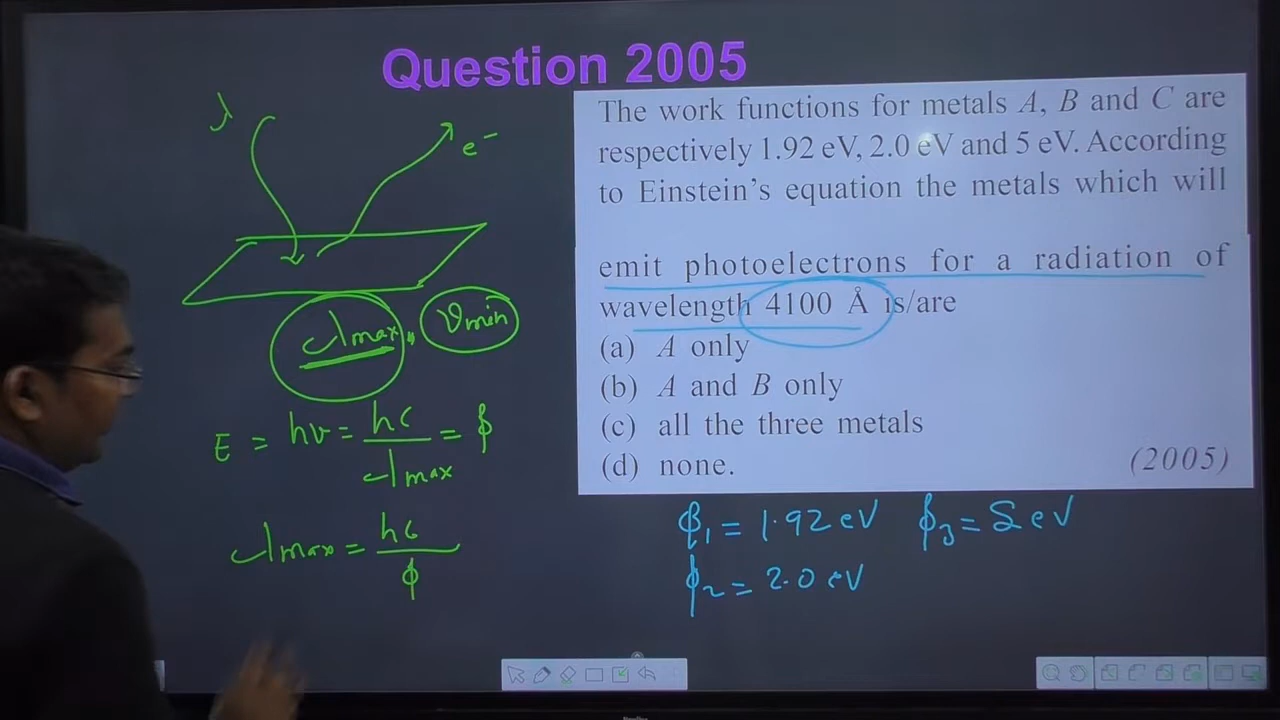 Question 2005
The work functions for metals A, B and C are
respectively 1.92 eV, 2.0 eV and 5 eV. According
to Einstein's equation the metals which will
emit photoelectrons for a radiation of
wavelength 4100 Å is/are
(a) A only
(b) A and B only
(c) all the three metals
(d) none.
(2005)
λ
e⁻
λmax, νmin
E = hν = hc/λmax = ϕ
λmax = hc/ϕ
ϕ₁ = 1.92 eV ϕ₃ = 5 eV
ϕ₂ = 2.0 eV